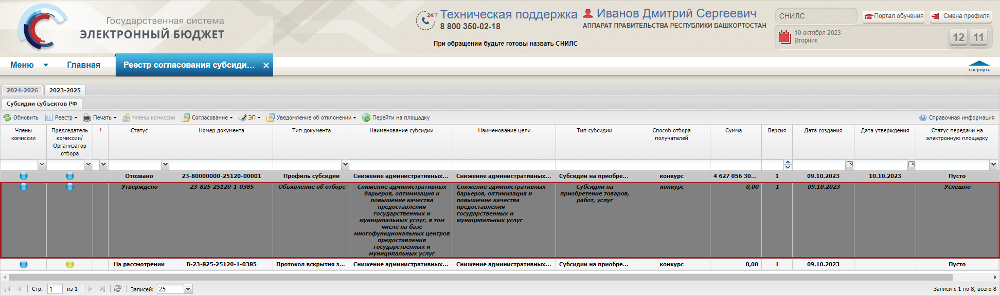 Государственная система
ЭЛЕКТРОННЫЙ БЮДЖЕТ
24/7
Техническая поддержка
8 800 350-02-18
При обращении будьте готовы назвать СНИЛС
Иванов Дмитрий Сергеевич
АППАРАТ ПРАВИТЕЛЬСТВА РЕСПУБЛИКИ БАШКОРТОСТАН
СНИЛС
Портал обучения
Смена профиля
10 октября 2023
Вторник
12 11
Меню
Главная
Реестр согласования субсиди...
свернуть
2024-2026
2023-2025
Субсидии субъектов РФ
Обновить
Реестр
Печать
Члены комиссии
Согласование
ЭП
Уведомление об отклонении
Перейти на площадку
Справочная информация
Члены
комиссии
Председатель
комиссии/
Организатор
отбора
!
Статус
Номер документа
Тип документа
Наименование субсидии
Наименование цели
Тип субсидии
Способ отбора
получателей
Сумма
Версия
Дата создания
Дата утверждения
Статус передачи на
электронную площадку
Отозвано
23-80000000-25120-00001
Профиль субсидии
Снижение административных...
Снижение административных...
Субсидии на приобре...
конкурс
4 627 056 30...
1
09.10.2023
10.10.2023
Пусто
Утверждено
23-825-25120-1-0385
Объявление об отборе
Снижение административных
барьеров, оптимизация и
повышение качества
предоставления
государственных и
муниципальных услуг, в том
числе на базе
многофункциональных центров
предоставления
государственных и
муниципальных услуг
Снижение административных
барьеров, оптимизация и
повышение качества
предоставления
государственных и
муниципальных услуг
Субсидии на
приобретение товаров,
работ, услуг
конкурс
0,00
1
09.10.2023
Успешно
На рассмотрении
В-23-825-25120-1-0385
Протокол вскрытия з...
Снижение административных...
Снижение административных...
Субсидии на приобре...
конкурс
0,00
1
09.10.2023
Пусто
Стр. 1 из 1
Записей: 25
Записи с 1 по 8, всего 8